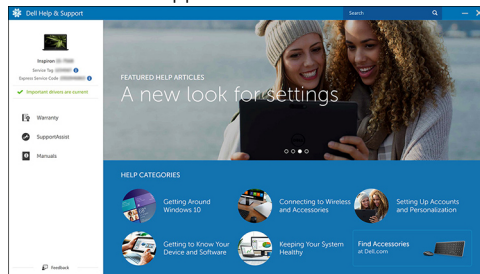 Dell Help & Support
Search
Inspiron
Service Tag
Express Service Code
Important drivers are current
Warranty
SupportAssist
Manuals
Feedback
FEATURED HELP ARTICLES
A new look for settings
HELP CATEGORIES
Getting Around
Windows 10
Connecting to Wireless
and Accessories
Setting Up Accounts
and Personalization
Getting to Know Your
Device and Software
Keeping Your System
Healthy
Find Accessories
at Dell.com